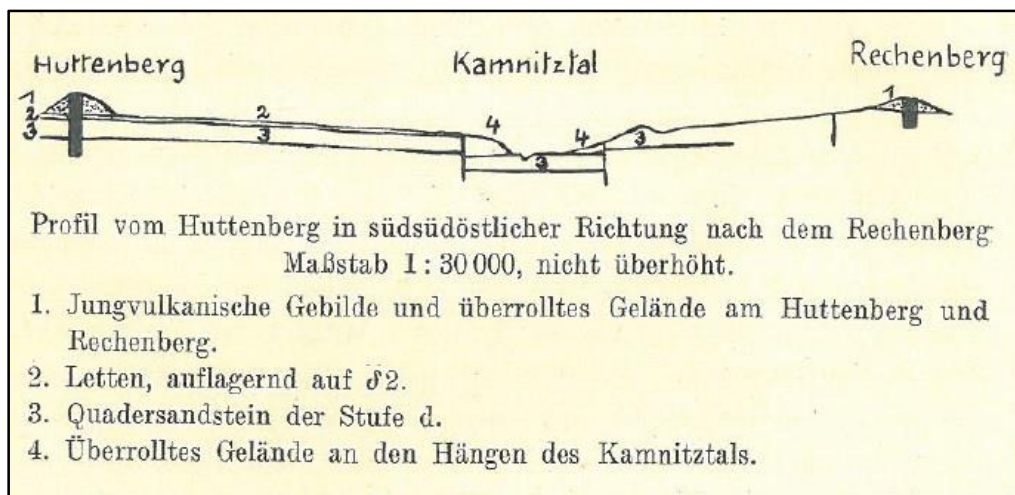 Huttenberg Kamnitztal Rechenberg
1 2 4 4 3 1
2
3 3 3
Profil vom Huttenberg in südsüdöstlicher Richtung nach dem Rechenberg
Maßstab 1 : 30 000, nicht überhöht.
1. Jungvulkanische Gebilde und überrolltes Gelände am Huttenberg und
Rechenberg.
2. Letten, auflagernd auf δ2.
3. Quadersandstein der Stufe d.
4. Überrolltes Gelände an den Hängen des Kamnitztals.